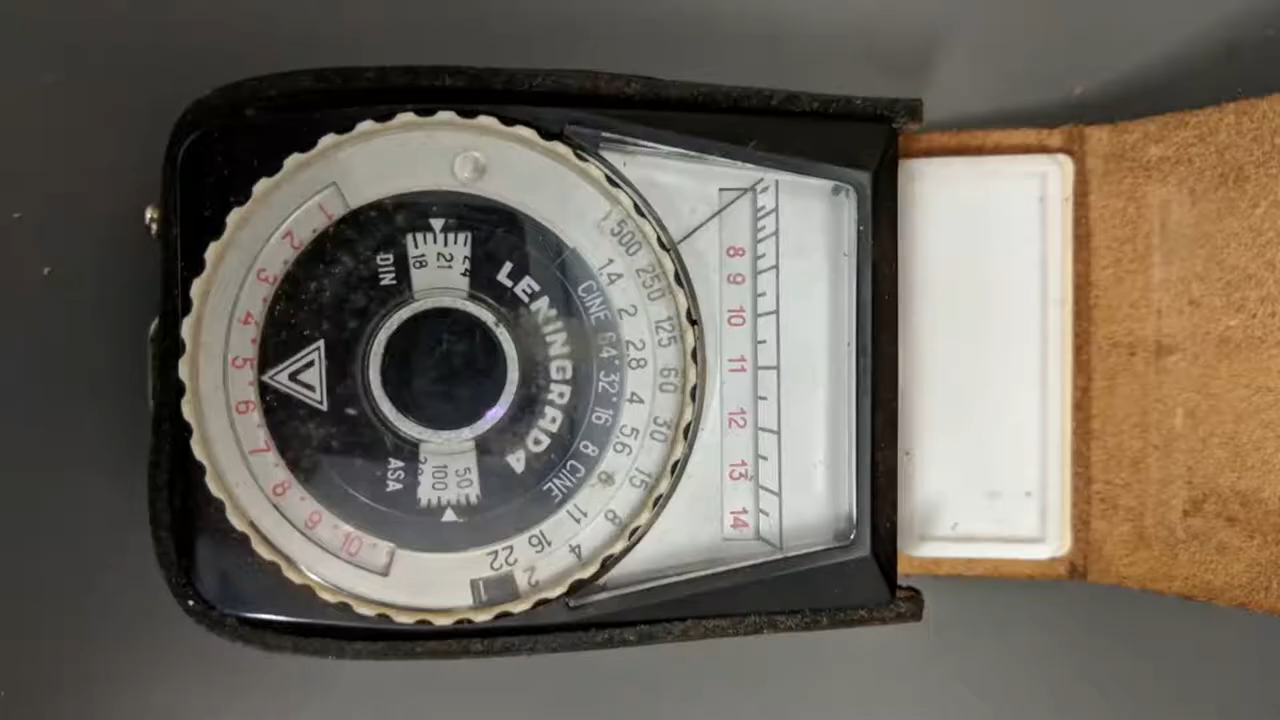 LENINGRAD 4
DIN
18 21 24
ASA
50 100
1 2 3 4 5 6 7 8 9 10
500 250 125 60 30 15 8 4 2
1.4 2 2.8 4 5.6 8 11 16 22
CINE 64 32 16 8 CINE
8 9 10 11 12 13 14
V